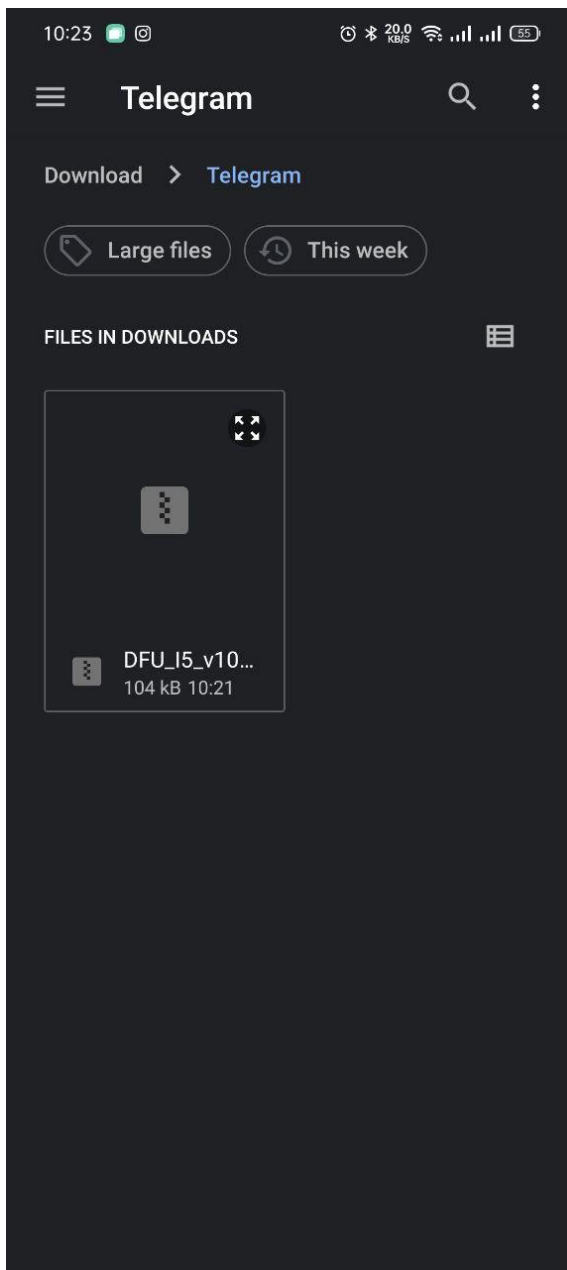 10:23 20.0 KB/S 55
Telegram
Download Telegram
Large files This week
FILES IN DOWNLOADS
DFU_I5_v10...
104 kB 10:21